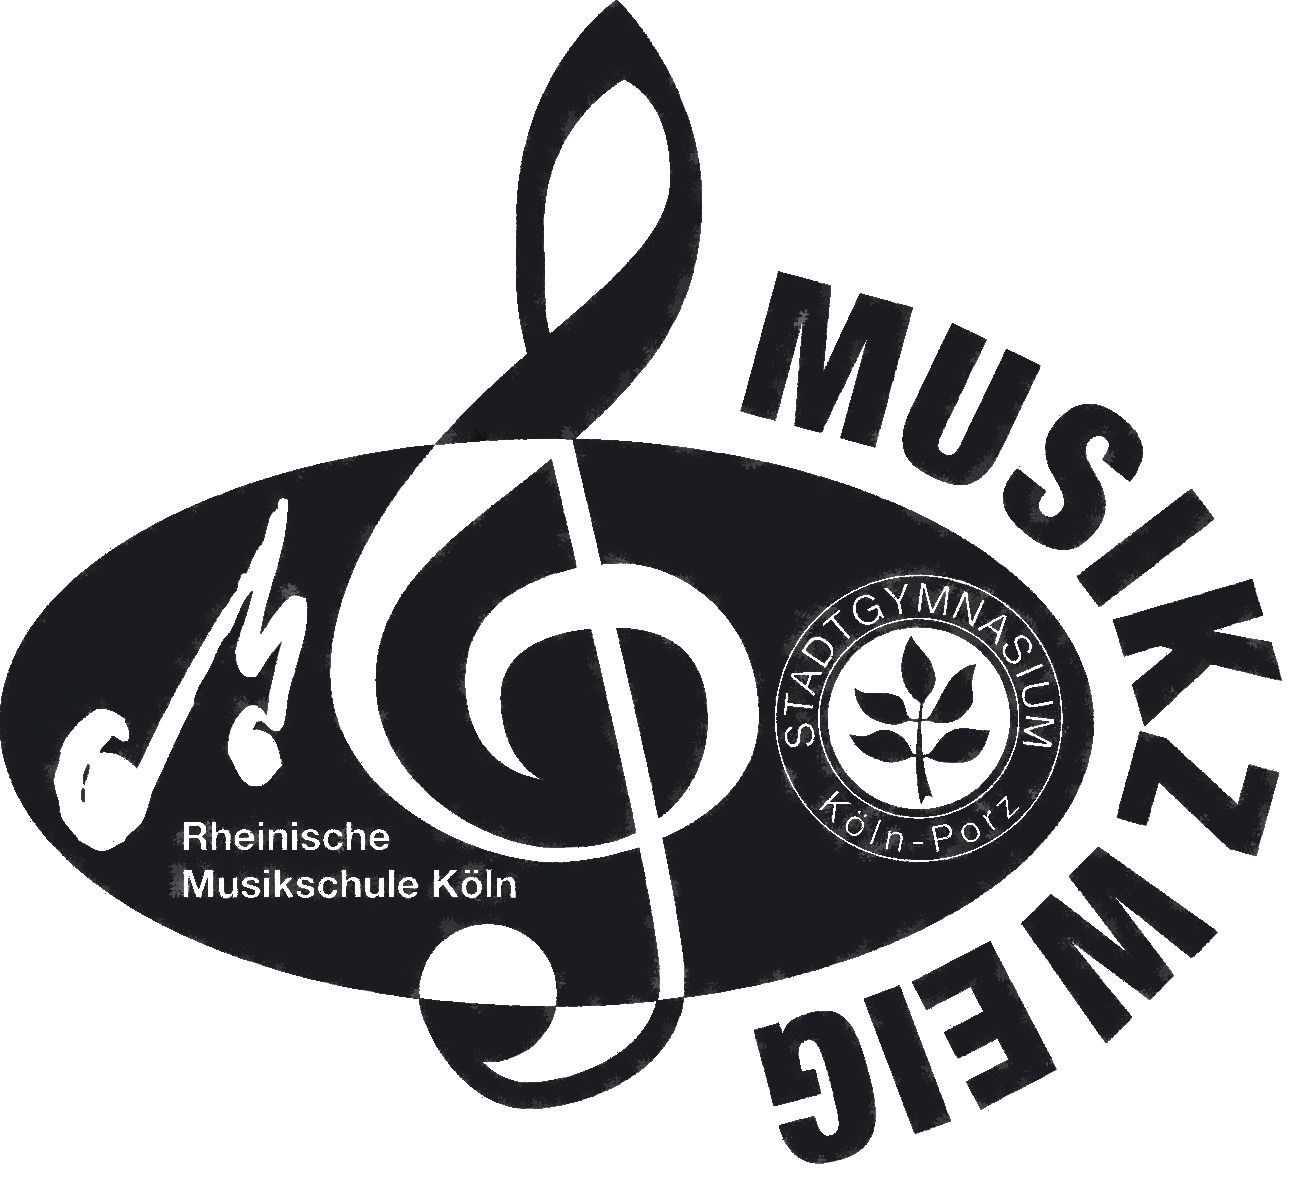 MUSIKZWEIG
STADTGYMNASIUM
Köln-Porz
Rheinische
Musikschule Köln